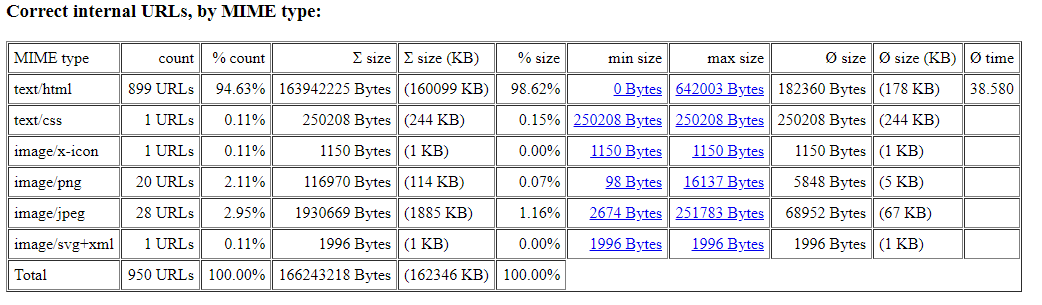 Correct internal URLs, by MIME type:
MIME type count % count Σ size Σ size (KB) % size min size max size Ø size Ø size (KB) Ø time
text/html 899 URLs 94.63% 163942225 Bytes (160099 KB) 98.62% 0 Bytes 642003 Bytes 182360 Bytes (178 KB) 38.580
text/css 1 URLs 0.11% 250208 Bytes (244 KB) 0.15% 250208 Bytes 250208 Bytes 250208 Bytes (244 KB)
image/x-icon 1 URLs 0.11% 1150 Bytes (1 KB) 0.00% 1150 Bytes 1150 Bytes 1150 Bytes (1 KB)
image/png 20 URLs 2.11% 116970 Bytes (114 KB) 0.07% 98 Bytes 16137 Bytes 5848 Bytes (5 KB)
image/jpeg 28 URLs 2.95% 1930669 Bytes (1885 KB) 1.16% 2674 Bytes 251783 Bytes 68952 Bytes (67 KB)
image/svg+xml 1 URLs 0.11% 1996 Bytes (1 KB) 0.00% 1996 Bytes 1996 Bytes 1996 Bytes (1 KB)
Total 950 URLs 100.00% 166243218 Bytes (162346 KB) 100.00%